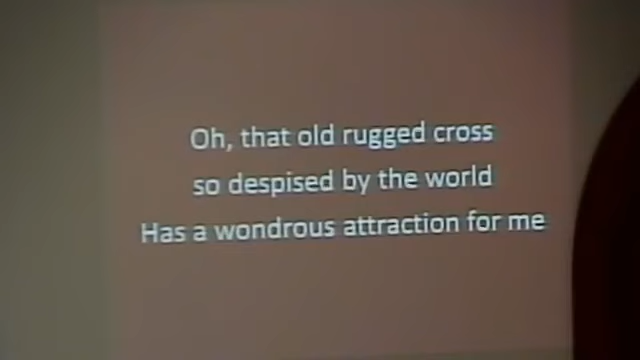 Oh, that old rugged cross
so despised by the world
Has a wondrous attraction for me